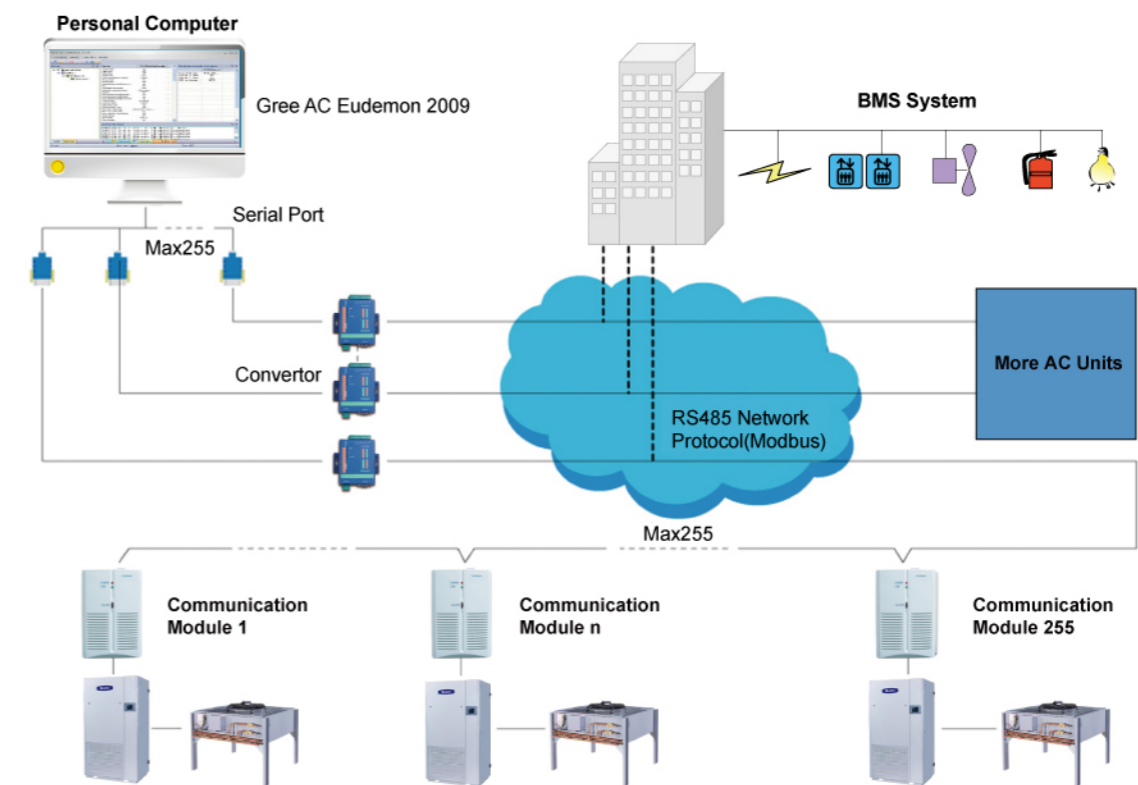 Personal Computer
Gree AC Eudemon 2009
BMS System
Serial Port
Max255
Convertor
More AC Units
RS485 Network
Protocol(Modbus)
Max255
Communication
Module 1
Communication
Module n
Communication
Module 255